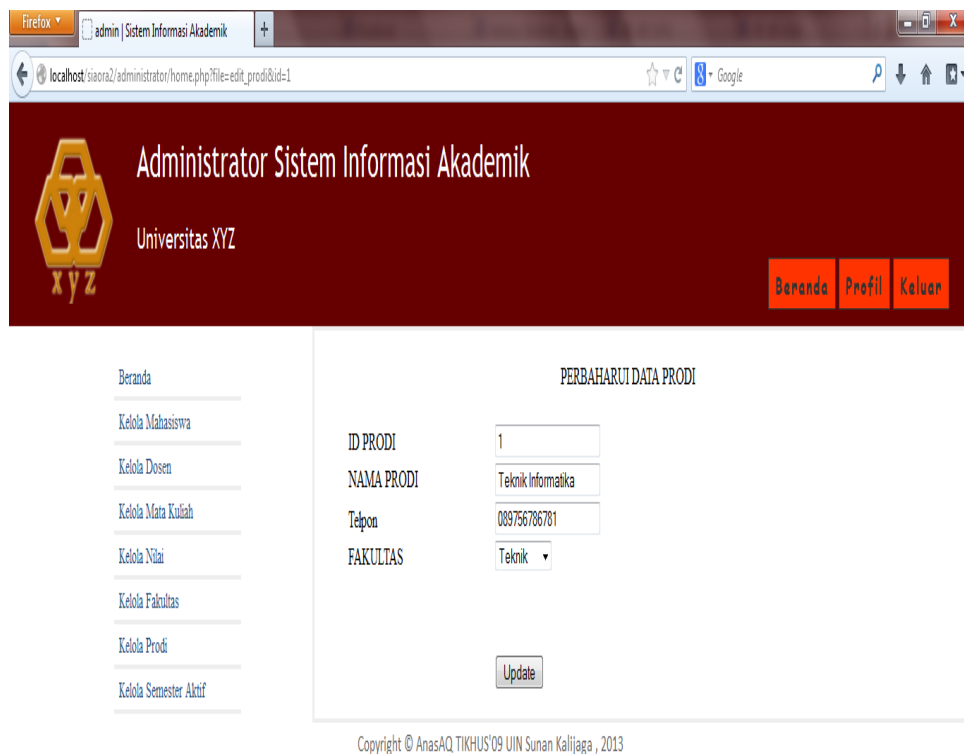 Firefox
admin | Sistem Informasi Akademik
+
localhost/siaora2/administrator/home.php?file=edit_prodi&id=1
Google
Administrator Sistem Informasi Akademik
Universitas XYZ
x y z
Beranda Profil Keluar
Beranda
Kelola Mahasiswa
Kelola Dosen
Kelola Mata Kuliah
Kelola Nilai
Kelola Fakultas
Kelola Prodi
Kelola Semester Aktif
PERBAHARUI DATA PRODI
ID PRODI 1
NAMA PRODI Teknik Informatika
Telpon 089756786781
FAKULTAS Teknik
Update
Copyright © AnasAQ TIKHUS'09 UIN Sunan Kalijaga , 2013